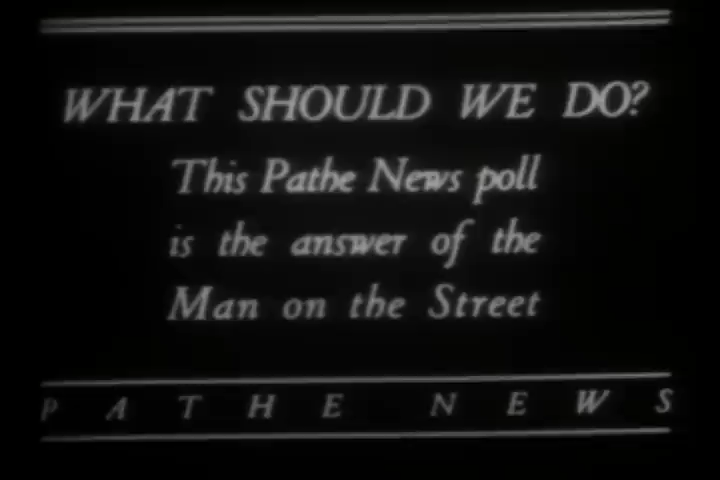 WHAT SHOULD WE DO?
This Pathe News poll
is the answer of the
Man on the Street
PATHE NEWS